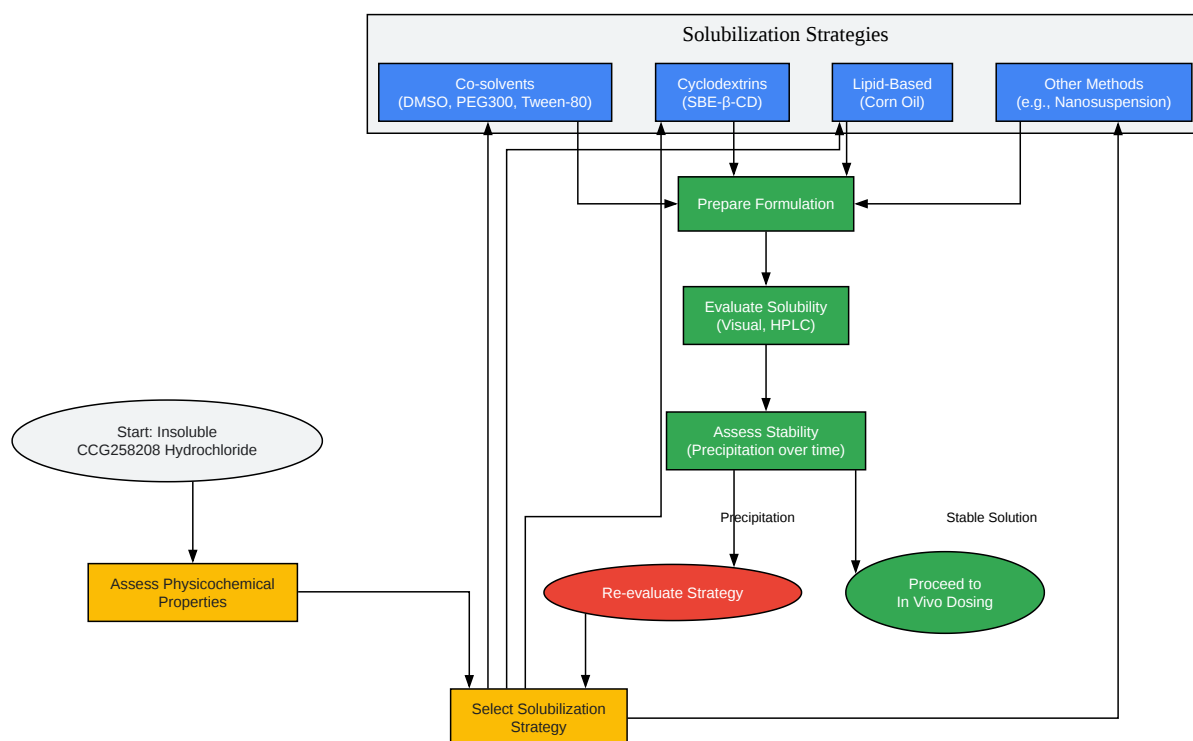 Solubilization Strategies
Co-solvents
(DMSO, PEG300, Tween-80)
Cyclodextrins
(SBE-β-CD)
Lipid-Based
(Corn Oil)
Other Methods
(e.g., Nanosuspension)
Prepare Formulation
Evaluate Solubility
(Visual, HPLC)
Start: Insoluble
CCG258208 Hydrochloride
Assess Stability
(Precipitation over time)
Precipitation
Stable Solution
Assess Physicochemical
Properties
Re-evaluate Strategy
Proceed to
In Vivo Dosing
Select Solubilization
Strategy